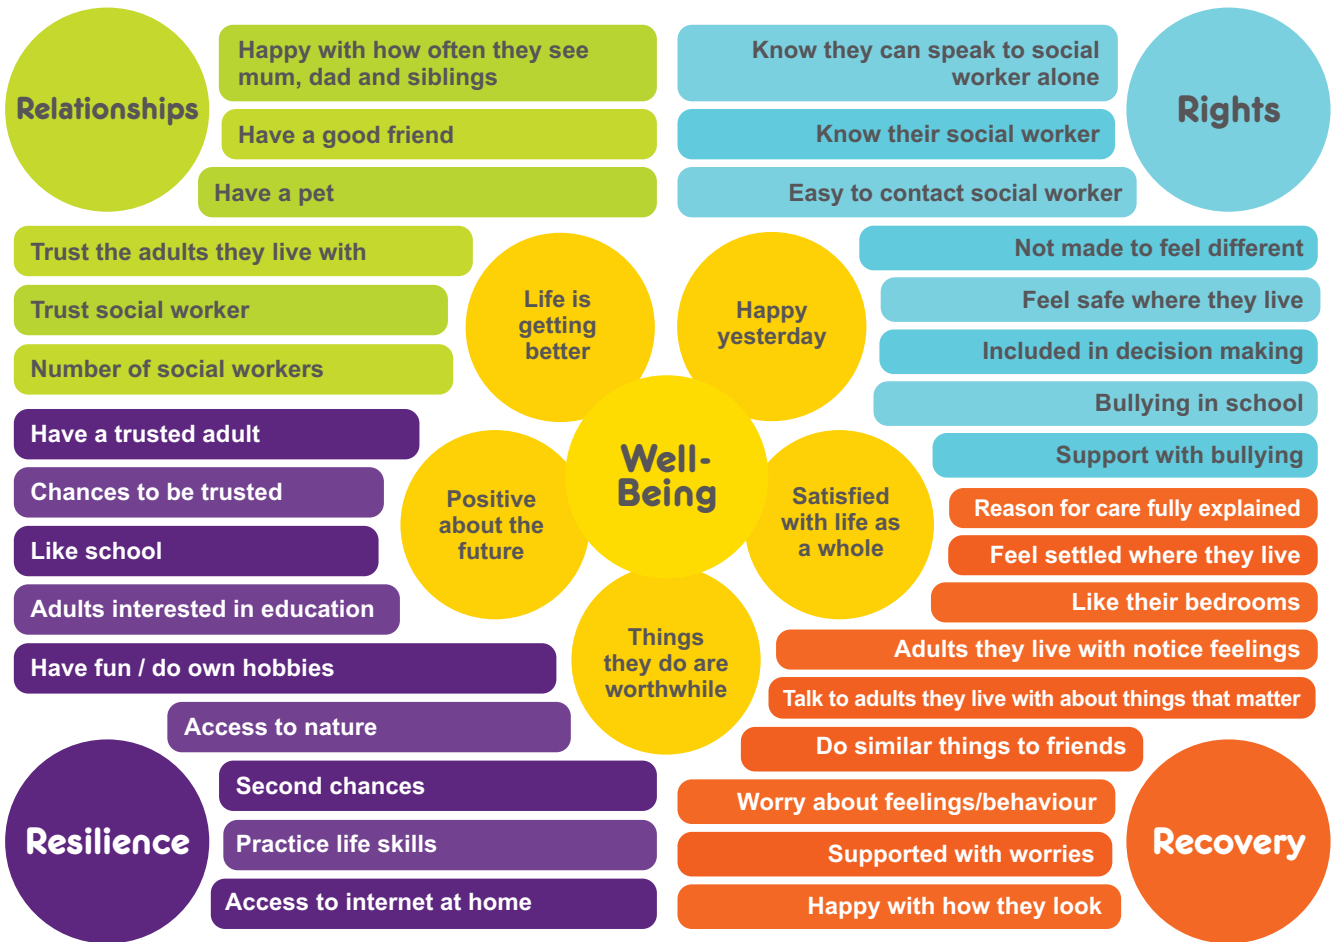 Relationships
Happy with how often they see
mum, dad and siblings
Have a good friend
Have a pet
Trust the adults they live with
Trust social worker
Number of social workers
Rights
Know they can speak to social
worker alone
Know their social worker
Easy to contact social worker
Not made to feel different
Feel safe where they live
Included in decision making
Bullying in school
Support with bullying
Life is
getting
better
Happy
yesterday
Well-
Being
Positive
about the
future
Satisfied
with life as
a whole
Things
they do are
worthwhile
Have a trusted adult
Chances to be trusted
Like school
Adults interested in education
Have fun / do own hobbies
Access to nature
Resilience
Second chances
Practice life skills
Access to internet at home
Reason for care fully explained
Feel settled where they live
Like their bedrooms
Adults they live with notice feelings
Talk to adults they live with about things that matter
Do similar things to friends
Worry about feelings/behaviour
Supported with worries
Happy with how they look
Recovery